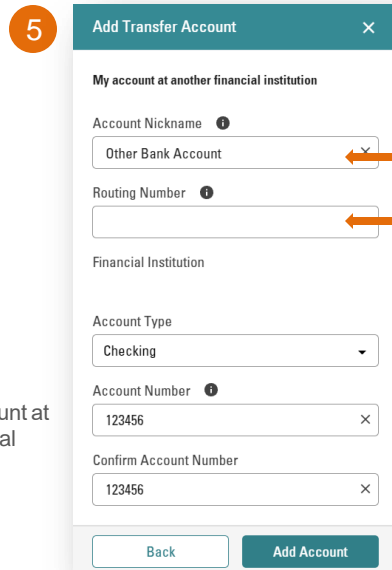 5
Add Transfer Account
My account at another financial institution
Account Nickname
Other Bank Account
Routing Number
Financial Institution
Account Type
Checking
Account Number
unt at
123456
al
Confirm Account Number
123456
Back Add Account